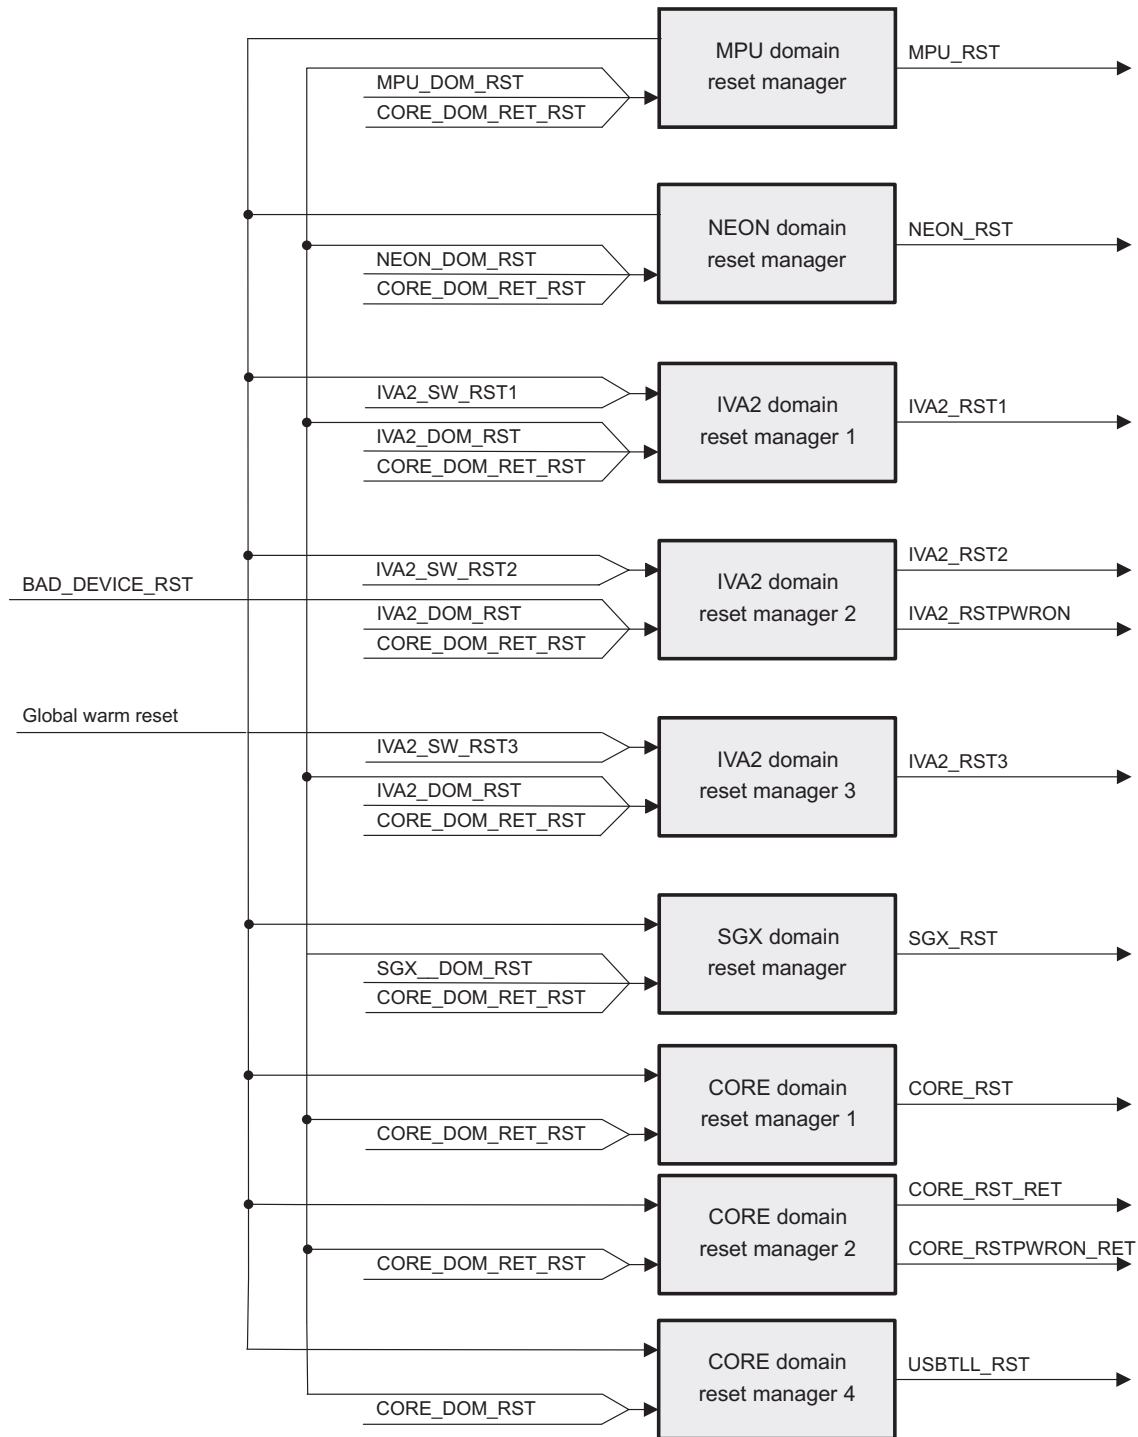 MPU domain
reset manager
MPU_RST
MPU_DOM_RST
CORE_DOM_RET_RST
NEON domain
reset manager
NEON_RST
NEON_DOM_RST
CORE_DOM_RET_RST
IVA2_SW_RST1
IVA2 domain
reset manager 1
IVA2_RST1
IVA2_DOM_RST
CORE_DOM_RET_RST
BAD_DEVICE_RST
IVA2_SW_RST2
IVA2 domain
reset manager 2
IVA2_RST2
IVA2_RSTPWRON
IVA2_DOM_RST
CORE_DOM_RET_RST
Global warm reset
IVA2_SW_RST3
IVA2 domain
reset manager 3
IVA2_RST3
IVA2_DOM_RST
CORE_DOM_RET_RST
SGX domain
reset manager
SGX_RST
SGX__DOM_RST
CORE_DOM_RET_RST
CORE domain
reset manager 1
CORE_RST
CORE_DOM_RET_RST
CORE domain
reset manager 2
CORE_RST_RET
CORE_RSTPWRON_RET
CORE_DOM_RET_RST
CORE domain
reset manager 4
USBTLL_RST
CORE_DOM_RST